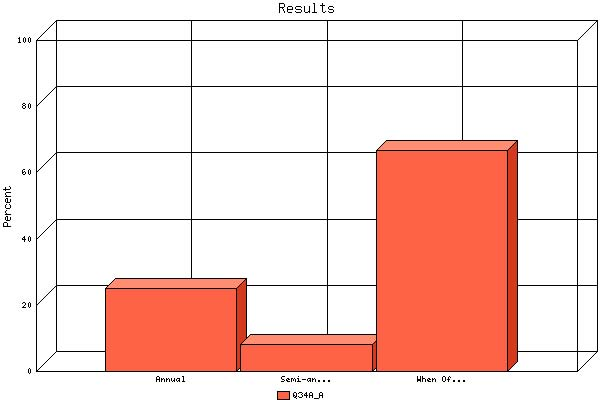 Results
100
80
60
40
20
0
Percent
Annual Semi-an... When Of...
Q34A_A